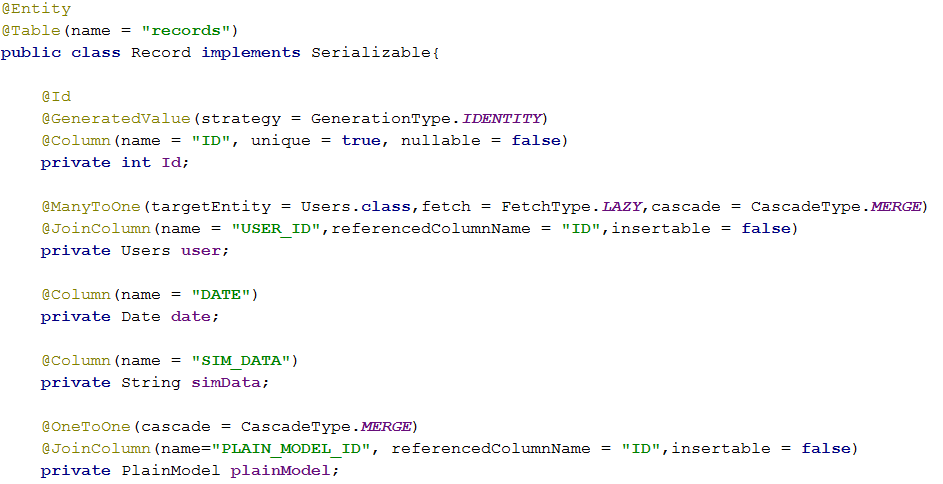 @Entity
@Table(name = "records")
public class Record implements Serializable{
@Id
@GeneratedValue(strategy = GenerationType.IDENTITY)
@Column(name = "ID", unique = true, nullable = false)
private int Id;
@ManyToOne(targetEntity = Users.class,fetch = FetchType.LAZY,cascade = CascadeType.MERGE)
@JoinColumn(name = "USER_ID",referencedColumnName = "ID",insertable = false)
private Users user;
@Column(name = "DATE")
private Date date;
@Column(name = "SIM_DATA")
private String simData;
@OneToOne(cascade = CascadeType.MERGE)
@JoinColumn(name="PLAIN_MODEL_ID", referencedColumnName = "ID",insertable = false)
private PlainModel plainModel;